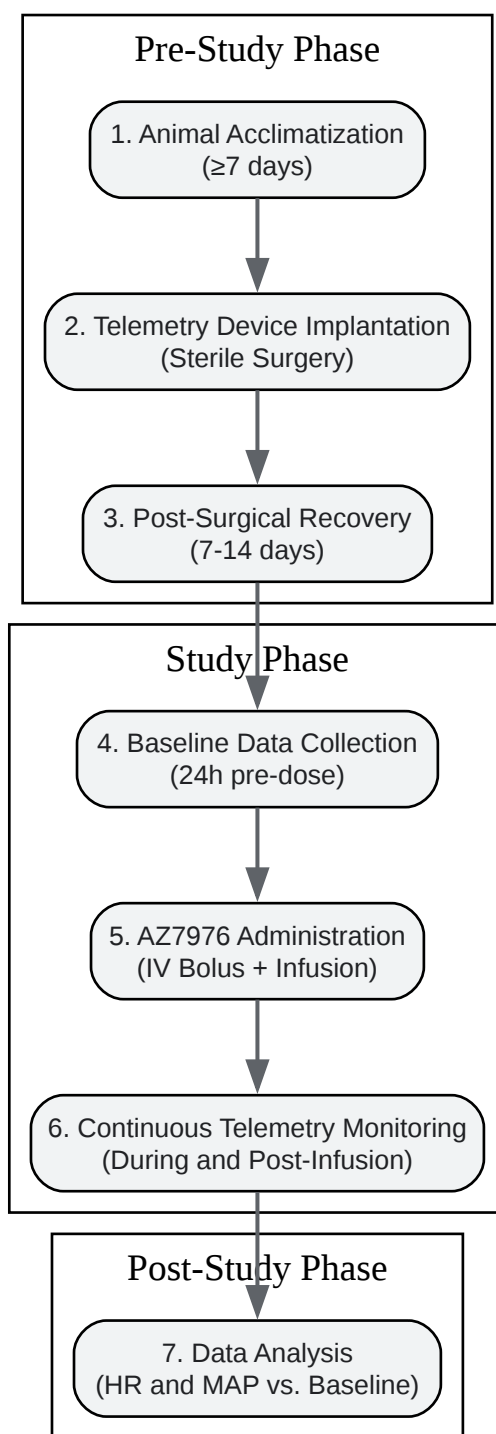 Pre-Study Phase
1. Animal Acclimatization
(≥7 days)
2. Telemetry Device Implantation
(Sterile Surgery)
3. Post-Surgical Recovery
(7-14 days)
Study Phase
4. Baseline Data Collection
(24h pre-dose)
5. AZ7976 Administration
(IV Bolus + Infusion)
6. Continuous Telemetry Monitoring
(During and Post-Infusion)
Post-Study Phase
7. Data Analysis
(HR and MAP vs. Baseline)